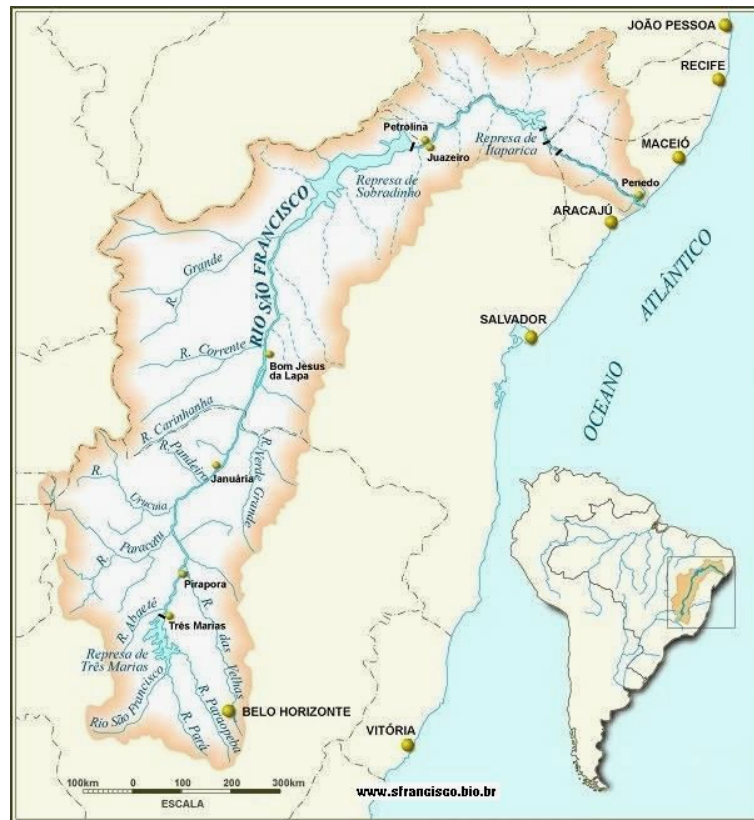 JOÃO PESSOA
RECIFE
Petrolina
Juazeiro
Represa de
Itaparica
MACEIÓ
Represa de
Sobradinho
Penedo
ARACAJÚ
RIO SÃO FRANCISCO
R. Grande
OCEANO ATLÂNTICO
SALVADOR
R. Corrente
Bom Jesus
da Lapa
R. Carinhanha
R. Pandeiro
R. Verde Grande
Januária
R. Urucuia
R. Paracatu
Pirapora
R. Abaeté
Três Marias
R. das Velhas
Represa de
Três Marias
Rio São Francisco
R. Pará
R. Paraopeba
BELO HORIZONTE
VITÓRIA
100km 0 100 200 300km
ESCALA
www.sfrancisco.bio.br